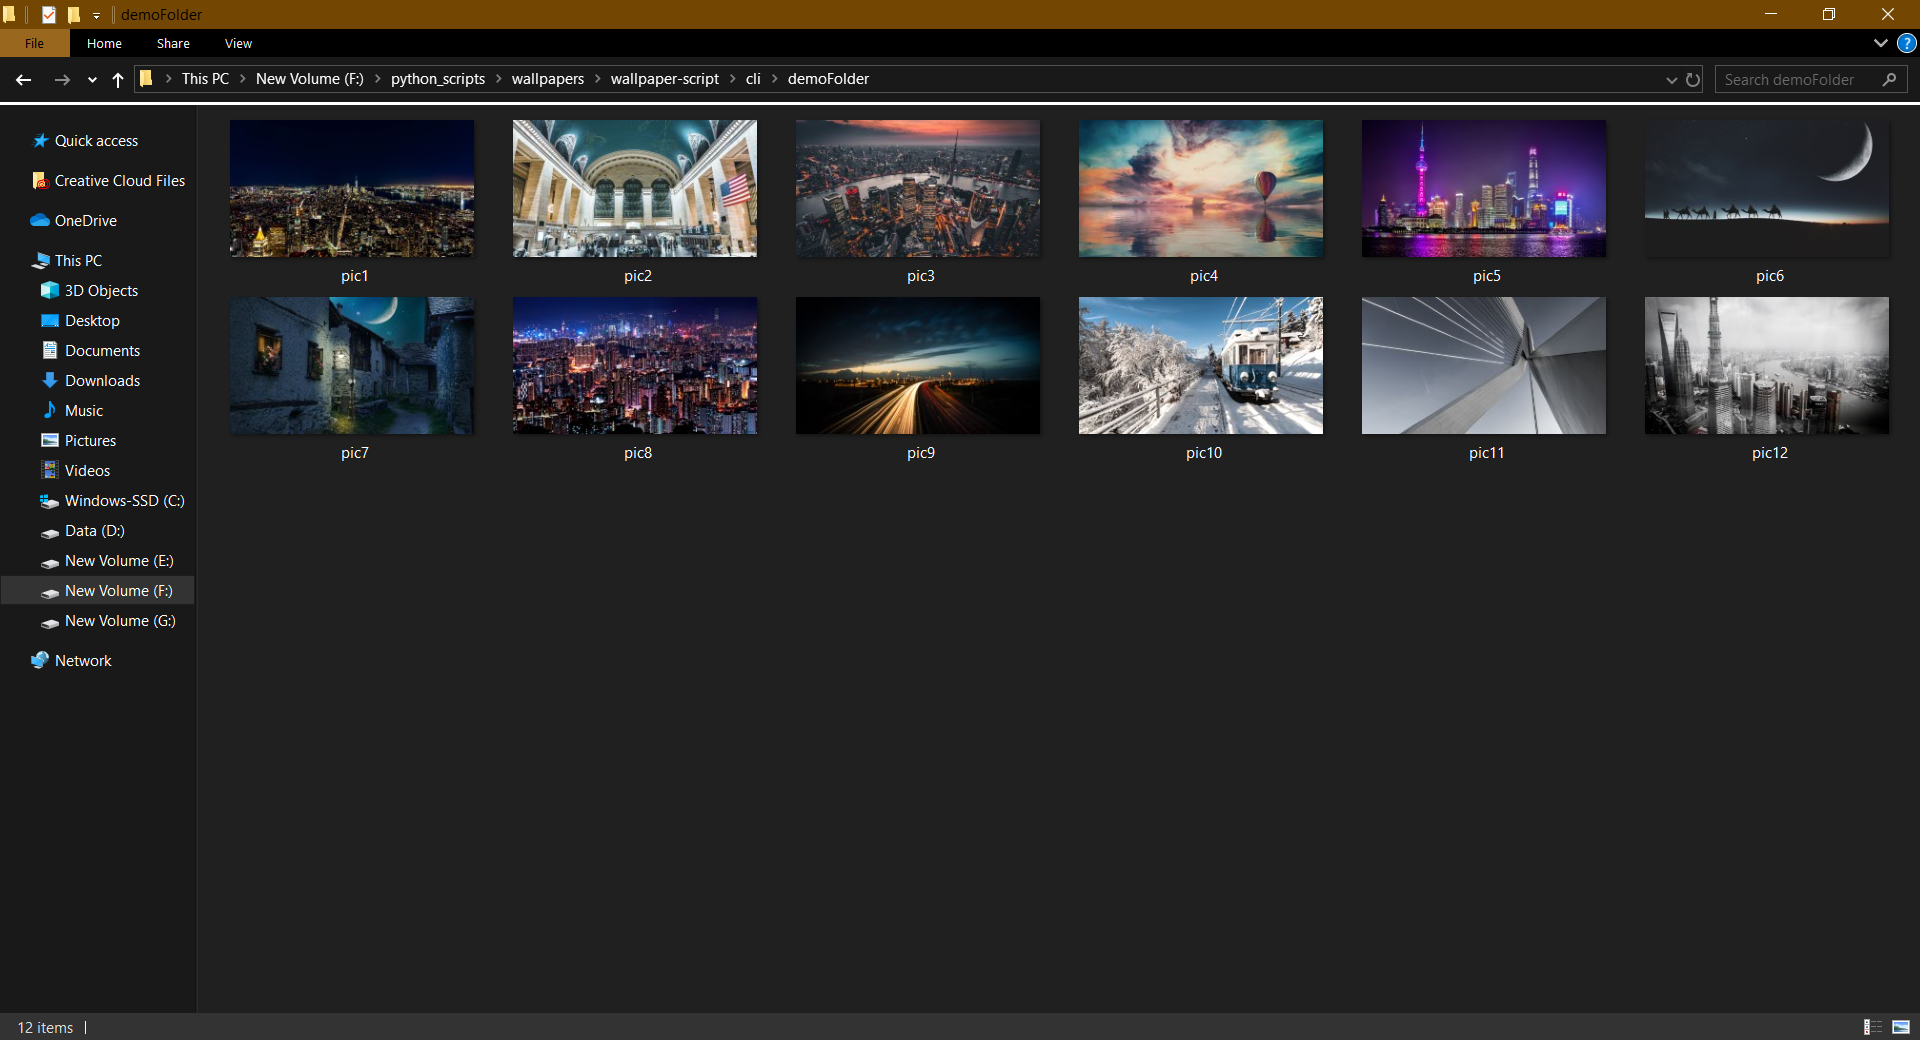 demoFolder
File Home Share View
This PC New Volume (F:) python_scripts wallpapers wallpaper-script cli demoFolder
Search demoFolder
Quick access
Creative Cloud Files
OneDrive
This PC
3D Objects
Desktop
Documents
Downloads
Music
Pictures
Videos
Windows-SSD (C:)
Data (D:)
New Volume (E:)
New Volume (F:)
New Volume (G:)
Network
pic1 pic2 pic3 pic4 pic5 pic6
pic7 pic8 pic9 pic10 pic11 pic12
12 items